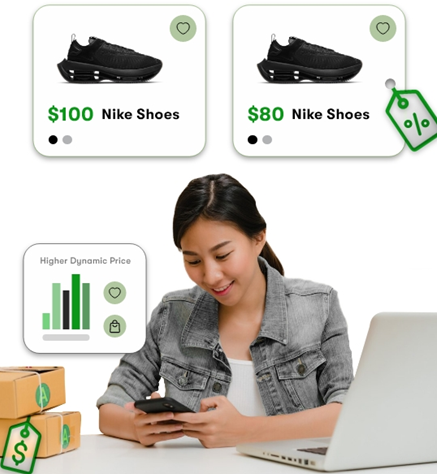 $100 Nike Shoes
$80 Nike Shoes
%
Higher Dynamic Price
A
A
$